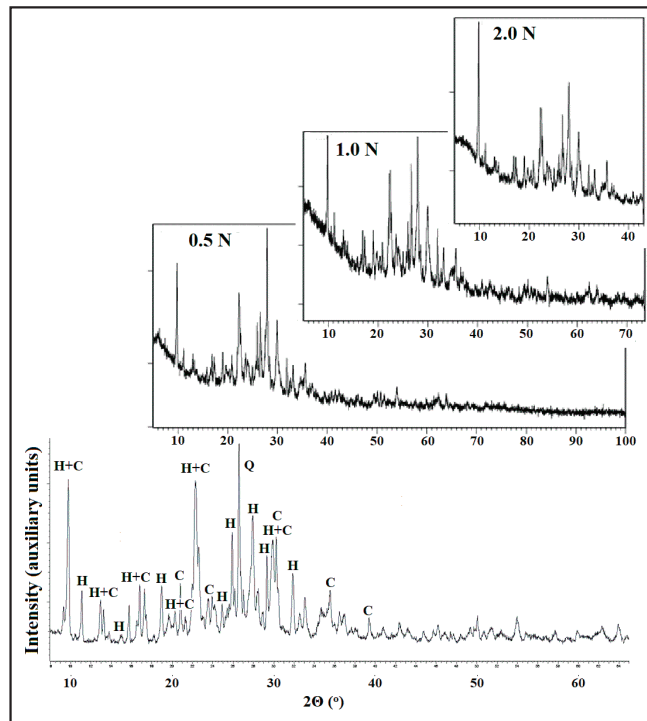 2.0 N
10 20 30 40
1.0 N
10 20 30 40 50 60 70
0.5 N
10 20 30 40 50 60 70 80 90 100
H+C H H+C H H+C H H+C C H+C C H H Q H H C H+C H C C
Intensity (auxiliary units)
10 20 30 40 50 60
2Θ (º)